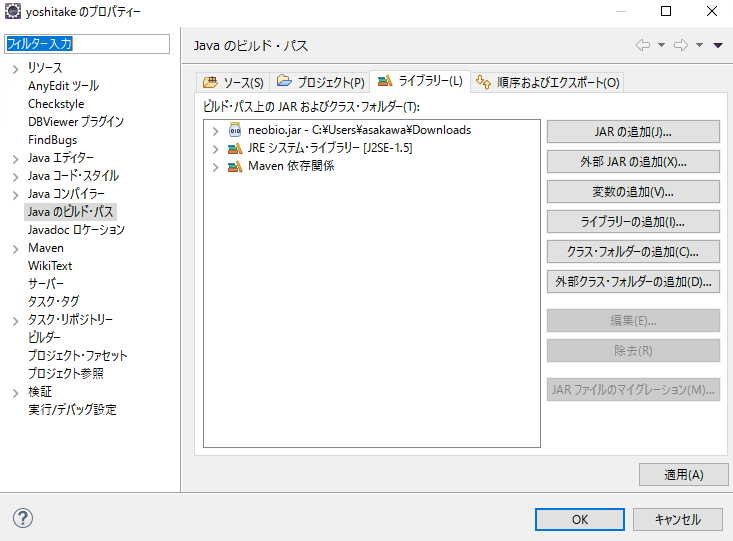 yoshitake のプロパティー
フィルター入力
リソース
AnyEdit ツール
Checkstyle
DBViewer プラグイン
FindBugs
Java エディター
Java コード・スタイル
Java コンパイラー
Java のビルド・パス
Javadoc ロケーション
Maven
WikiText
サーバー
タスク・タグ
タスク・リポジトリー
ビルダー
プロジェクト・ファセット
プロジェクト参照
検証
実行/デバッグ設定
Java のビルド・パス
ソース(S)
プロジェクト(P)
ライブラリー(L)
順序およびエクスポート(O)
ビルド・パス上の JAR およびクラス・フォルダー(T):
neobio.jar - C:¥Users¥asakawa¥Downloads
JRE システム・ライブラリー [J2SE-1.5]
Maven 依存関係
JAR の追加(J)...
外部 JAR の追加(X)...
変数の追加(V)...
ライブラリーの追加(I)...
クラス・フォルダーの追加(C)...
外部クラス・フォルダーの追加(D)...
編集(E)...
除去(R)
JAR ファイルのマイグレーション(M)...
適用(A)
OK
キャンセル